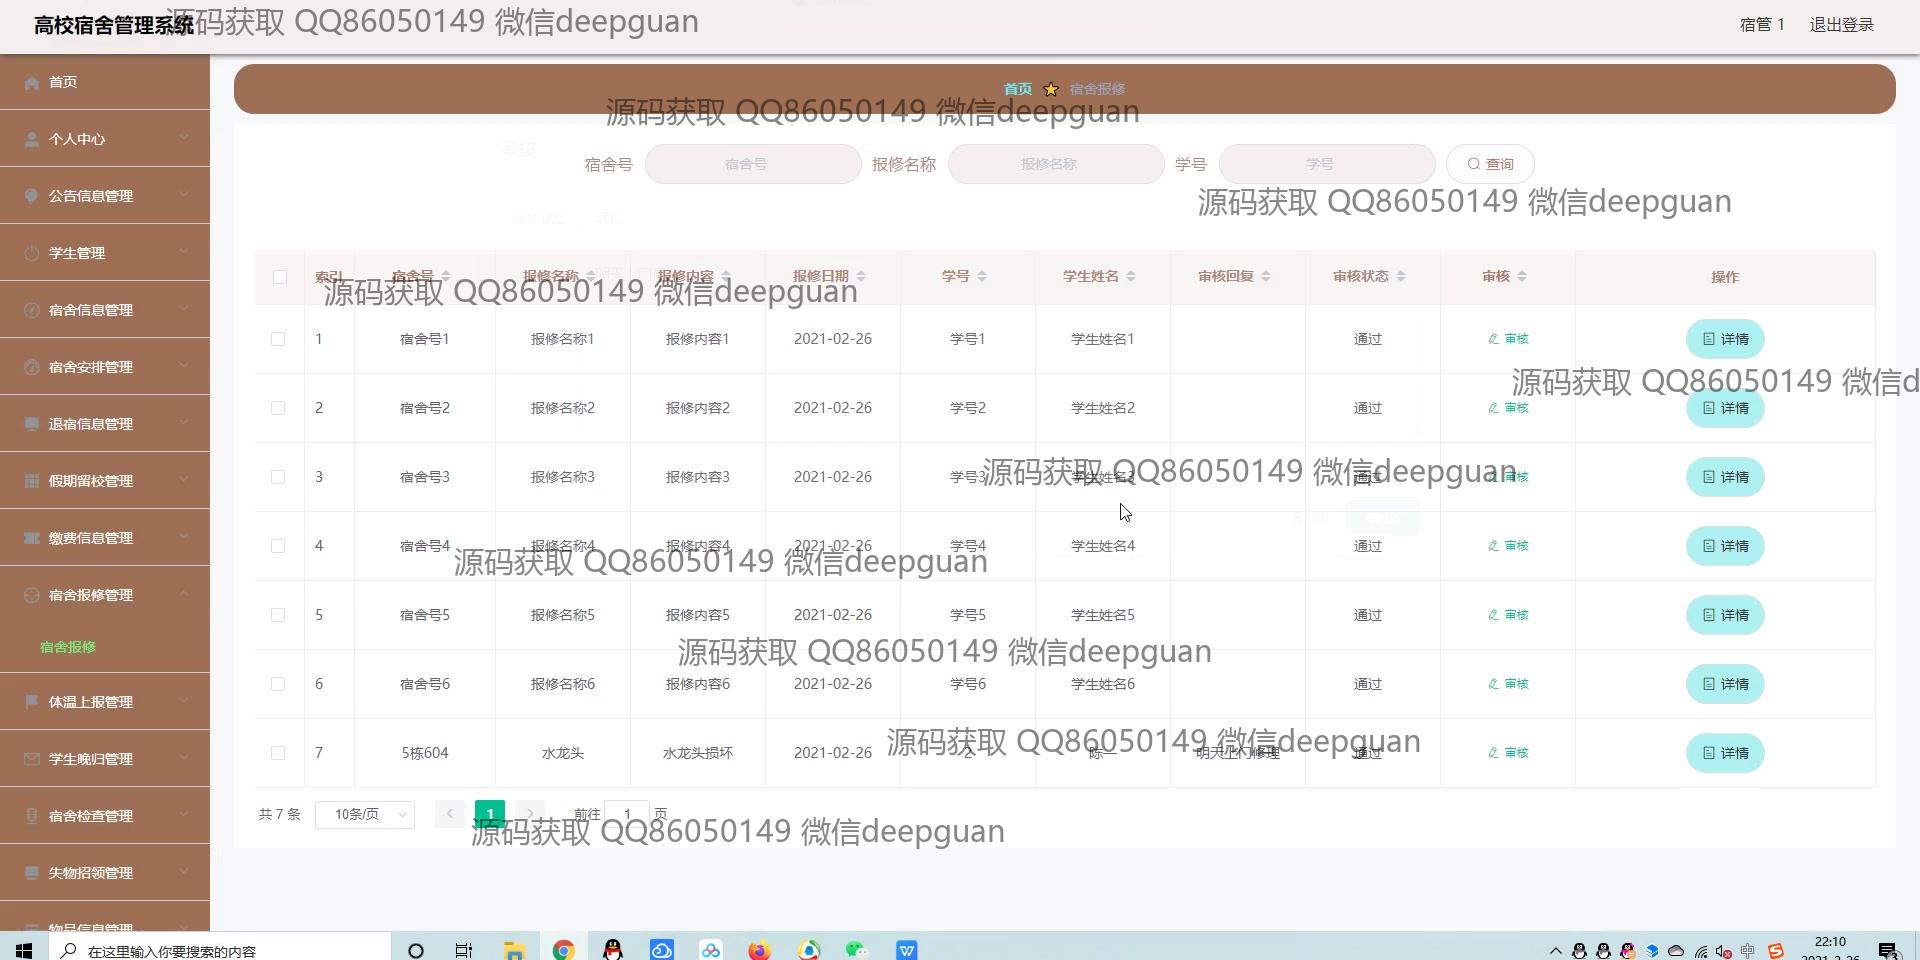 高校宿舍管理系统
源码获取 QQ86050149 微信deepguan
宿管 1 退出登录
首页
个人中心
公告信息管理
学生管理
宿舍信息管理
宿舍安排管理
退宿信息管理
假期留校管理
缴费信息管理
宿舍报修管理
宿舍报修
体温上报管理
学生晚归管理
宿舍检查管理
失物招领管理
物品信息管理
首页 宿舍报修
源码获取 QQ86050149 微信deepguan
宿舍号 宿舍号 报修名称 报修名称 学号 学号 查询
源码获取 QQ86050149 微信deepguan
索引 宿舍号 报修名称 报修内容 报修日期 学号 学生姓名 审核回复 审核状态 审核 操作
源码获取 QQ86050149 微信deepguan
1 宿舍号1 报修名称1 报修内容1 2021-02-26 学号1 学生姓名1 通过 审核 详情
源码获取 QQ86050149 微信d
2 宿舍号2 报修名称2 报修内容2 2021-02-26 学号2 学生姓名2 通过 审核 详情
3 宿舍号3 报修名称3 报修内容3 2021-02-26 学号3 学生姓名3 通过 审核 详情
源码获取 QQ86050149 微信deepguan
4 宿舍号4 报修名称4 报修内容4 2021-02-26 学号4 学生姓名4 通过 审核 详情
源码获取 QQ86050149 微信deepguan
5 宿舍号5 报修名称5 报修内容5 2021-02-26 学号5 学生姓名5 通过 审核 详情
源码获取 QQ86050149 微信deepguan
6 宿舍号6 报修名称6 报修内容6 2021-02-26 学号6 学生姓名6 通过 审核 详情
源码获取 QQ86050149 微信deepguan
7 5栋604 水龙头 水龙头损坏 2021-02-26 2 陈一 明天上门修理 通过 审核 详情
共 7 条 10条/页 1 前往 1 页
源码获取 QQ86050149 微信deepguan
在这里输入你要搜索的内容
中
22:10
2021-2-26